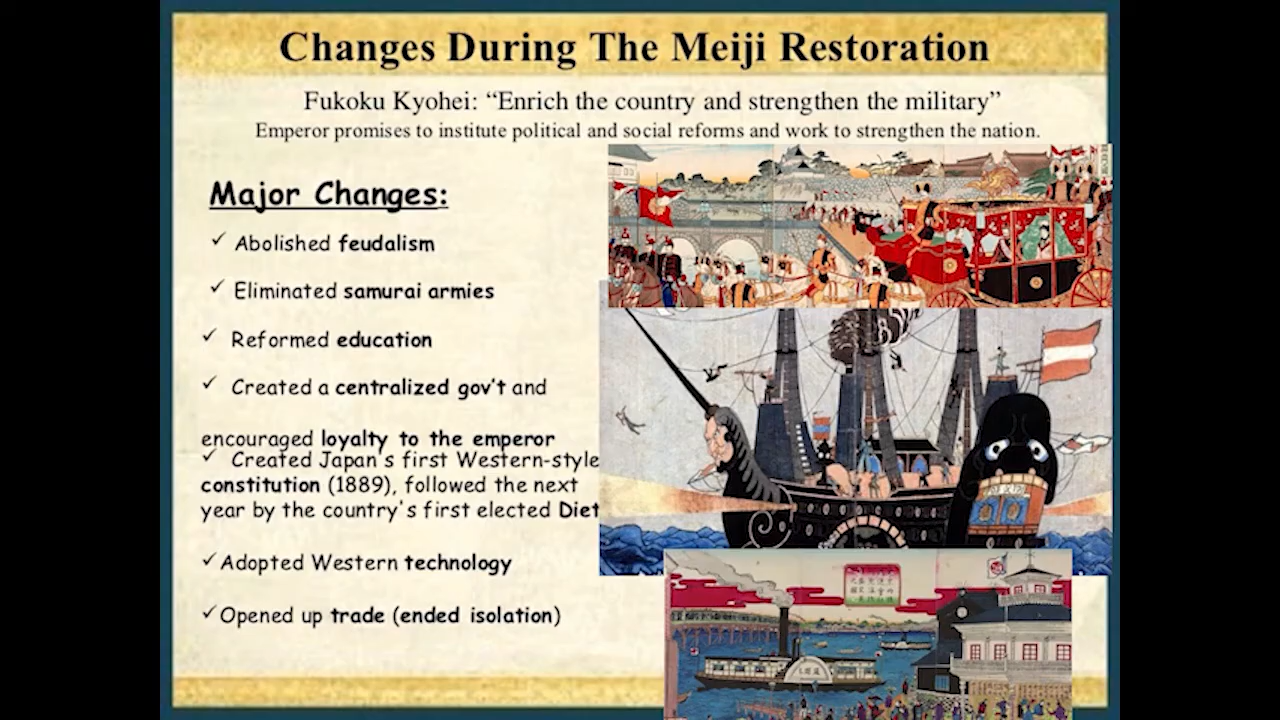 Changes During The Meiji Restoration
Fukoku Kyohei: “Enrich the country and strengthen the military”
Emperor promises to institute political and social reforms and work to strengthen the nation.
Major Changes:
✓ Abolished feudalism
✓ Eliminated samurai armies
✓ Reformed education
✓ Created a centralized gov't and
encouraged loyalty to the emperor
✓ Created Japan's first Western-style
constitution (1889), followed the next
year by the country's first elected Diet
✓Adopted Western technology
✓Opened up trade (ended isolation)